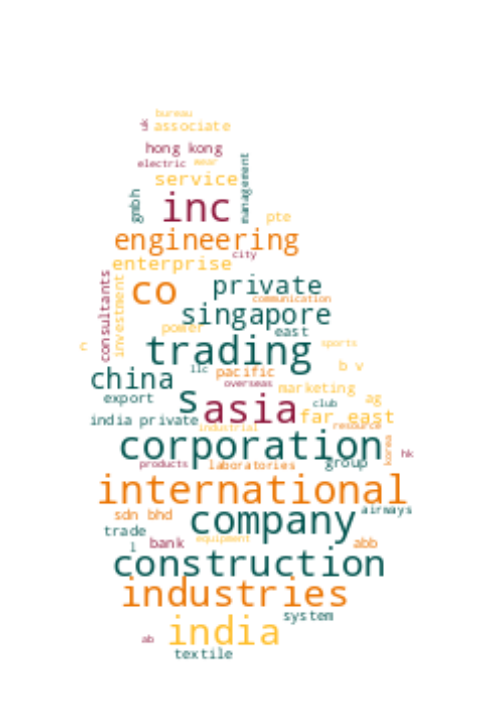 bureau
uk associate
hong kong
electric wear
service management
gmbh inc pte
engineering
city
enterprise
co private
consultants investment communication
singapore
power east
trading sports
c
llc pacific b v
china overseas
marketing
export s asia club ag
far east
india private industrial resource
corporation korea
hk
products laboratories group
international
airways
sdn bhd company
trade
l bank equipment abb
construction
industries
system
ab india
textile